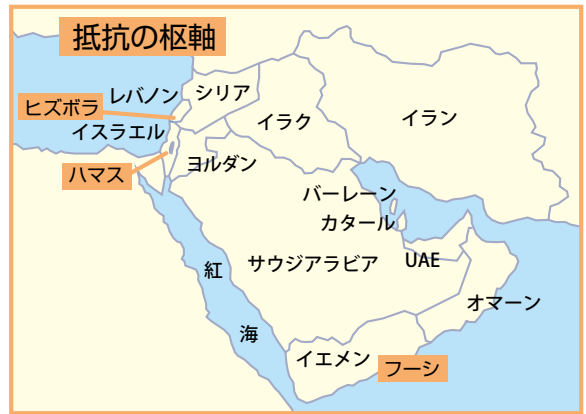 抵抗の枢軸
レバノン
シリア
ヒズボラ
イスラエル
イラク
イラン
ハマス
ヨルダン
バーレーン
カタール
サウジアラビア
UAE
紅
海
オマーン
イエメン
フーシ